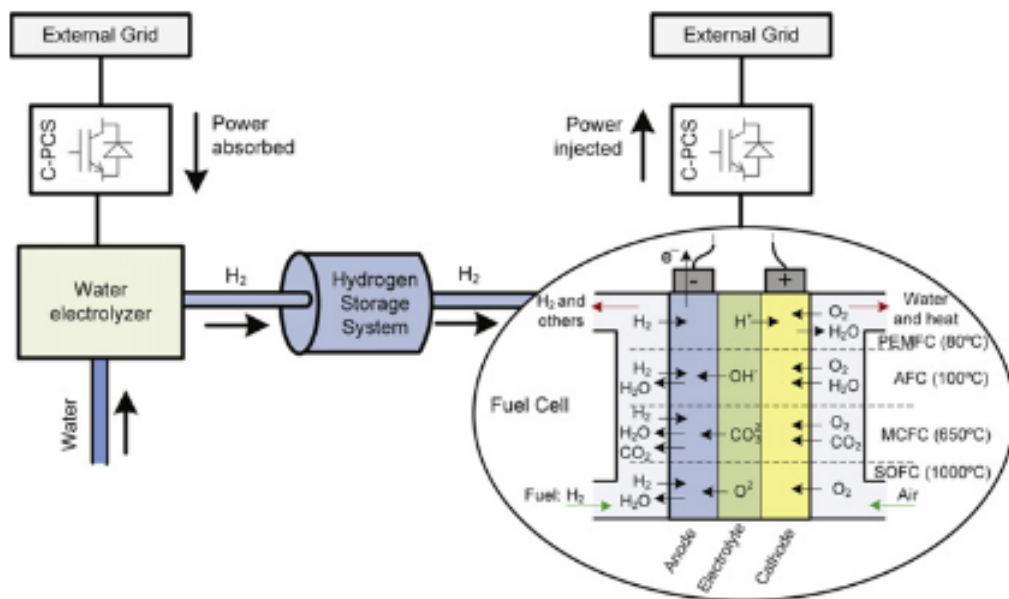 External Grid
External Grid
C-PCS
Power
absorbed
Power
injected
C-PCS
Water
electrolyzer
H₂
Hydrogen
Storage
System
H₂
Water
e⁻
-
+
H₂ and
others
H₂
H⁺
O₂
H₂O
Water
and heat
PEMFC (80ºC)
H₂
H₂O
OH⁻
O₂
H₂O
AFC (100ºC)
Fuel Cell
H₂
H₂O
CO₂
CO₃²
O₂
CO₂
MCFC (650ºC)
SOFC (1000ºC)
Fuel: H₂
H₂
H₂O
O²
O₂
Air
Anode
Electrolyte
Cathode